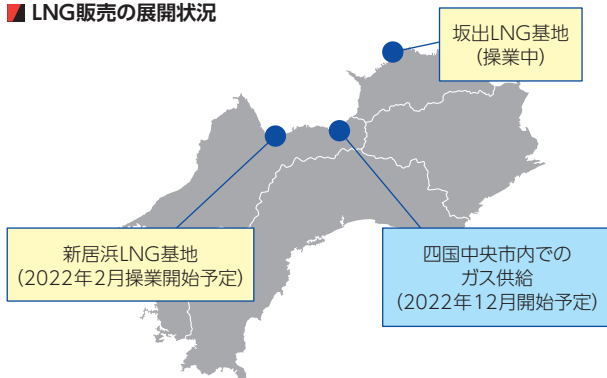 LNG販売の展開状況
坂出LNG基地
(操業中)
新居浜LNG基地
(2022年2月操業開始予定)
四国中央市内での
ガス供給
(2022年12月開始予定)